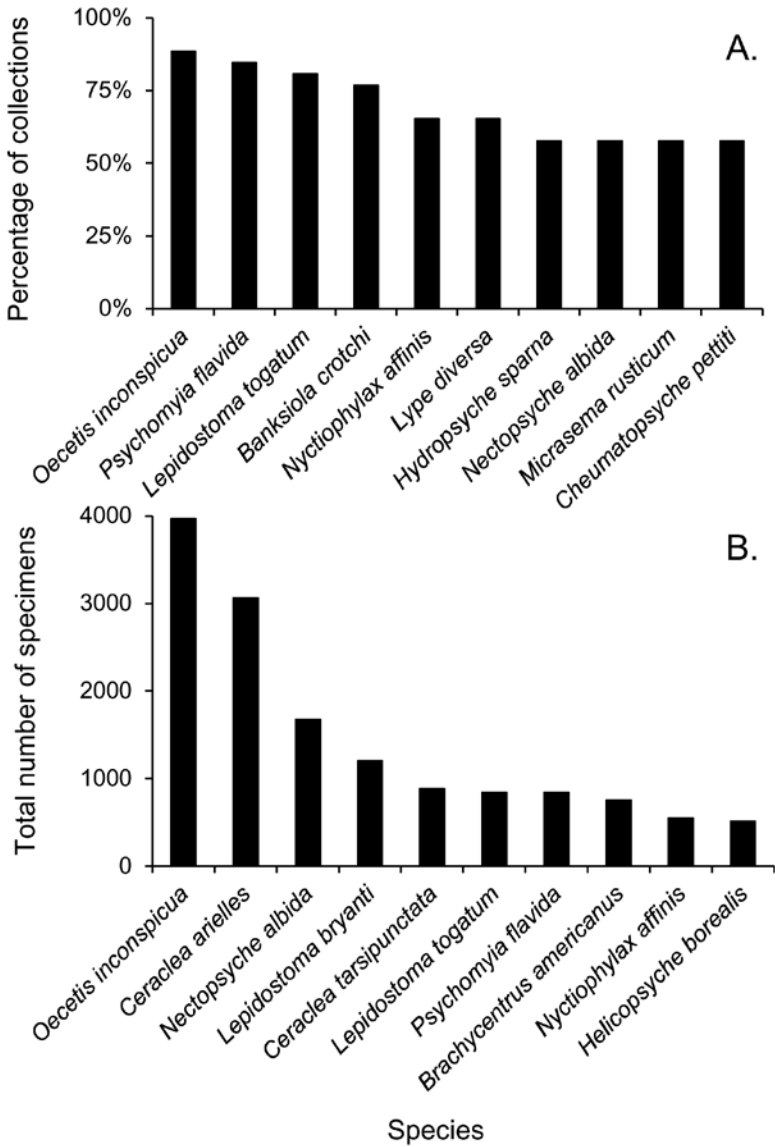 A.
Percentage of collections
100%
75%
50%
25%
0%
Oecetis inconspicua
Psychomyia flavida
Lepidostoma togatum
Banksiola crotchi
Nyctiophylax affinis
Lype diversa
Hydropsyche sparna
Nectopsyche albida
Micrasema rusticum
Cheumatopsyche pettiti
B.
Total number of specimens
4000
3000
2000
1000
0
Oecetis inconspicua
Ceraclea arielles
Nectopsyche albida
Lepidostoma bryanti
Ceraclea tarsipunctata
Lepidostoma togatum
Psychomyia flavida
Brachycentrus americanus
Nyctiophylax affinis
Helicopsyche borealis
Species